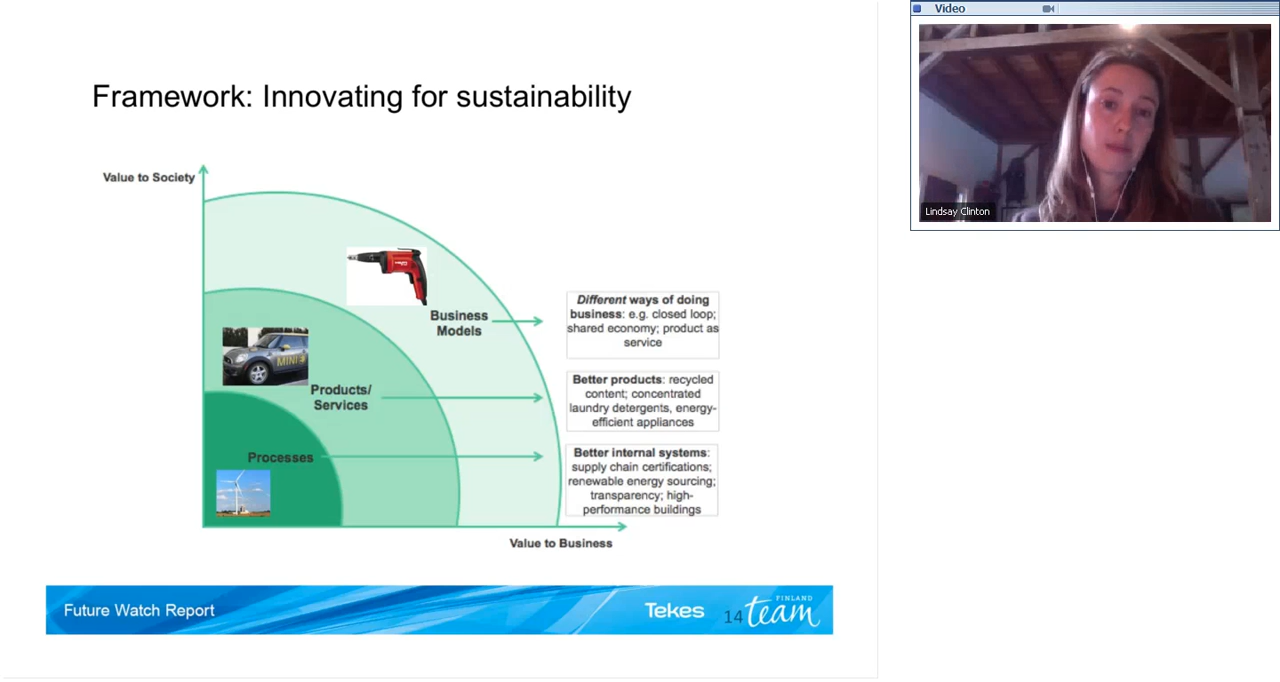 Framework: Innovating for sustainability
Value to Society
Business
Models
Different ways of doing
business: e.g. closed loop;
shared economy; product as
service
MINI
Products/
Services
Better products: recycled
content; concentrated
laundry detergents, energy-
efficient appliances
Processes
Better internal systems:
supply chain certifications;
renewable energy sourcing;
transparency; high-
performance buildings
Value to Business
Future Watch Report
Tekes
14
FINLAND
team
Video
Lindsay Clinton